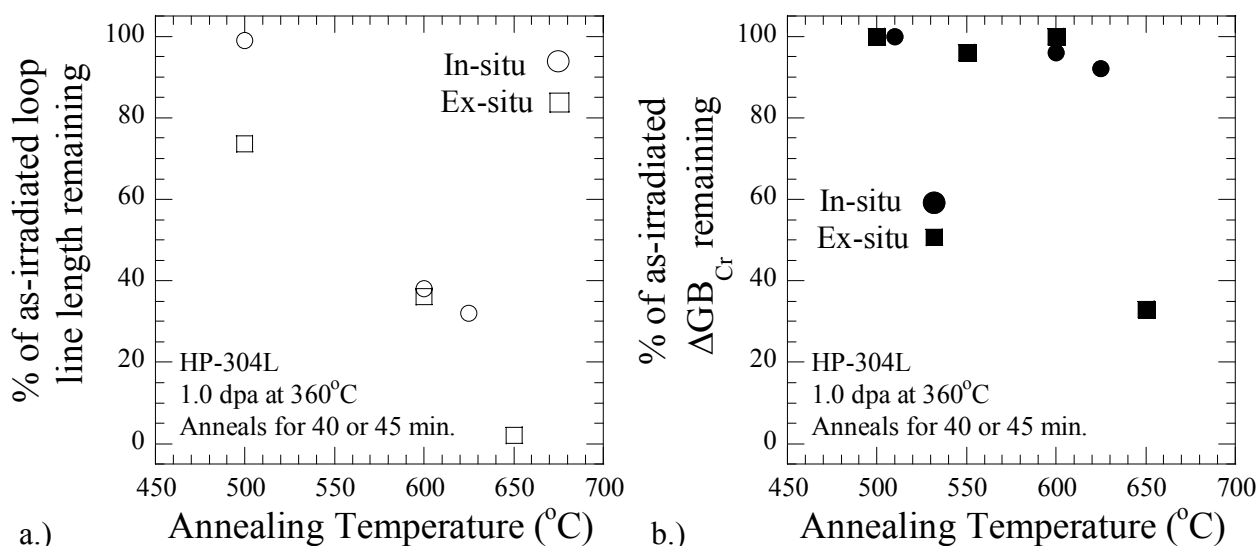 % of as-irradiated loop
line length remaining
100
80
60
40
20
0
In-situ
Ex-situ
HP-304L
1.0 dpa at 360°C
Anneals for 40 or 45 min.
450 500 550 600 650 700
Annealing Temperature (°C)
a.)
% of as-irradiated
ΔGB_Cr remaining
100
80
60
40
20
0
In-situ
Ex-situ
HP-304L
1.0 dpa at 360°C
Anneals for 40 or 45 min.
450 500 550 600 650 700
Annealing Temperature (°C)
b.)